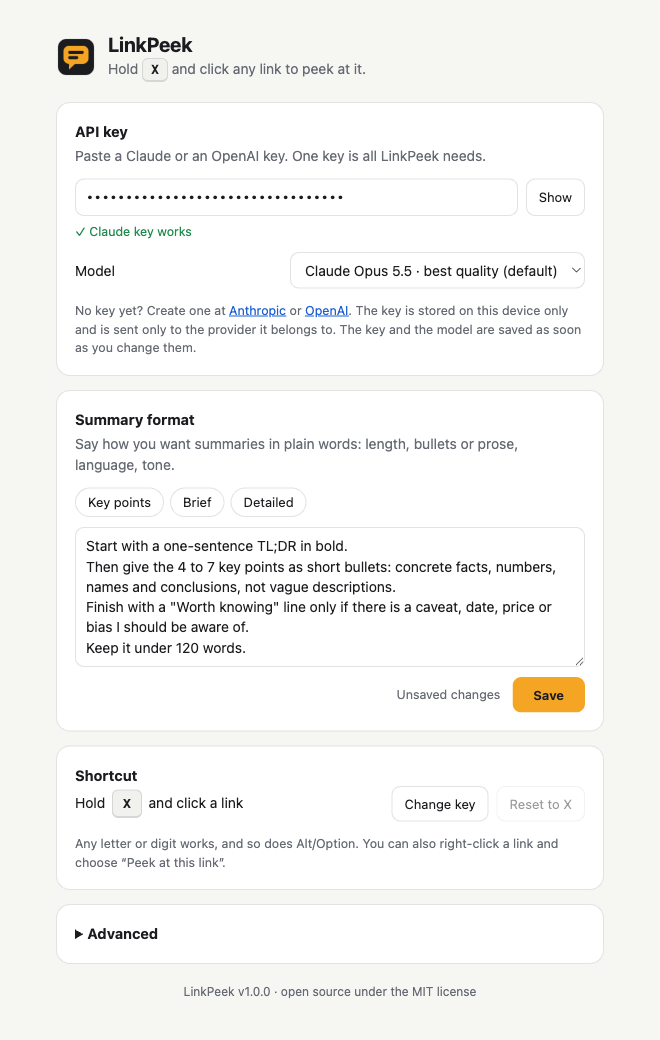 LinkPeek
Hold X and click any link to peek at it.
API key
Paste a Claude or an OpenAI key. One key is all LinkPeek needs.
•••••••••••••••••••••••••••••••••
Show
✓ Claude key works
Model
Claude Opus 5.5 · best quality (default)
No key yet? Create one at Anthropic or OpenAI. The key is stored on this device only
and is sent only to the provider it belongs to. The key and the model are saved as soon
as you change them.
Summary format
Say how you want summaries in plain words: length, bullets or prose,
language, tone.
Key points
Brief
Detailed
Start with a one-sentence TL;DR in bold.
Then give the 4 to 7 key points as short bullets: concrete facts, numbers,
names and conclusions, not vague descriptions.
Finish with a "Worth knowing" line only if there is a caveat, date, price or
bias I should be aware of.
Keep it under 120 words.
Unsaved changes
Save
Shortcut
Hold X and click a link
Change key
Reset to X
Any letter or digit works, and so does Alt/Option. You can also right-click a link and
choose “Peek at this link”.
▶ Advanced
LinkPeek v1.0.0 · open source under the MIT license